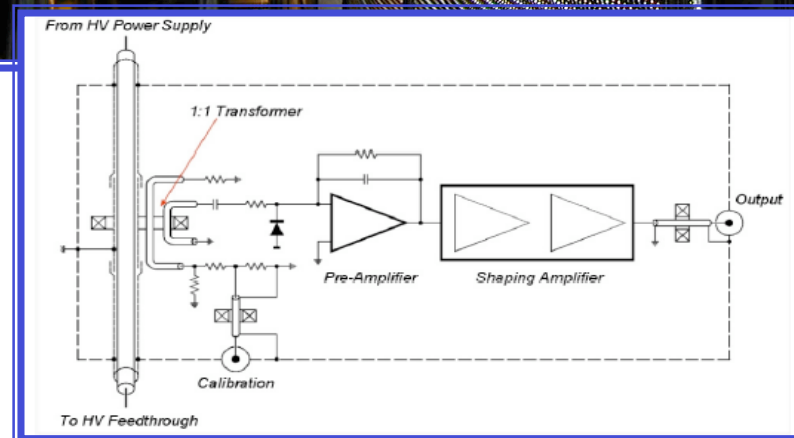 From HV Power Supply
1:1 Transformer
Output
Pre-Amplifier
Shaping Amplifier
Calibration
To HV Feedthrough